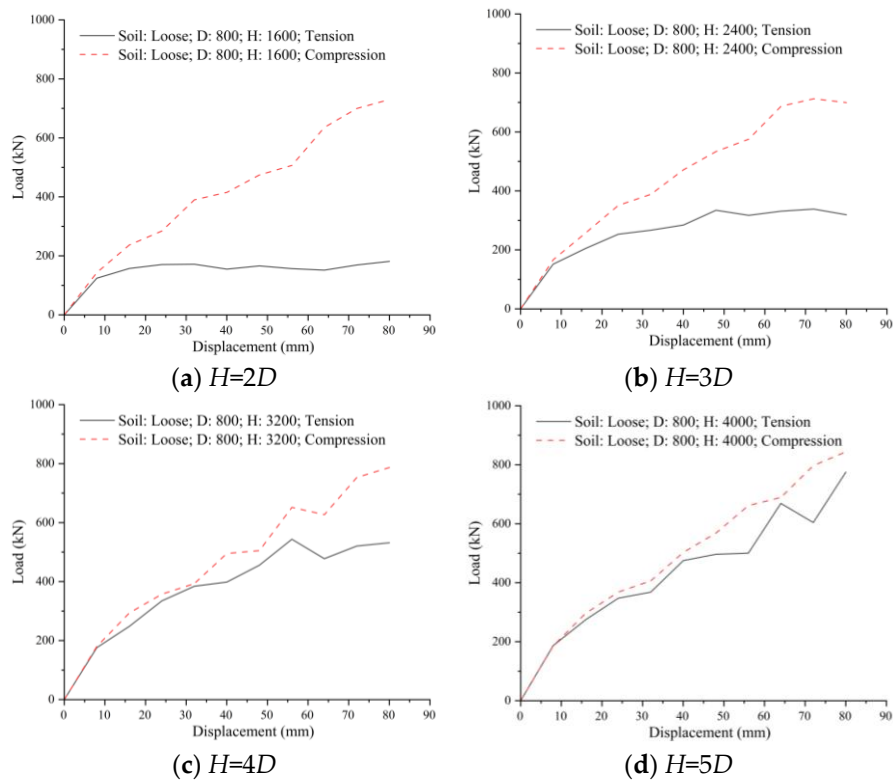 1000
800
600
400
200
0
Load (kN)
Soil: Loose; D: 800; H: 1600; Tension
Soil: Loose; D: 800; H: 1600; Compression
0 10 20 30 40 50 60 70 80 90
Displacement (mm)
(a) H=2D
1000
800
600
400
200
0
Load (kN)
Soil: Loose; D: 800; H: 2400; Tension
Soil: Loose; D: 800; H: 2400; Compression
0 10 20 30 40 50 60 70 80 90
Displacement (mm)
(b) H=3D
1000
800
600
400
200
0
Load (kN)
Soil: Loose; D: 800; H: 3200; Tension
Soil: Loose; D: 800; H: 3200; Compression
0 10 20 30 40 50 60 70 80 90
Displacement (mm)
(c) H=4D
1000
800
600
400
200
0
Load (kN)
Soil: Loose; D: 800; H: 4000; Tension
Soil: Loose; D: 800; H: 4000; Compression
0 10 20 30 40 50 60 70 80 90
Displacement (mm)
(d) H=5D